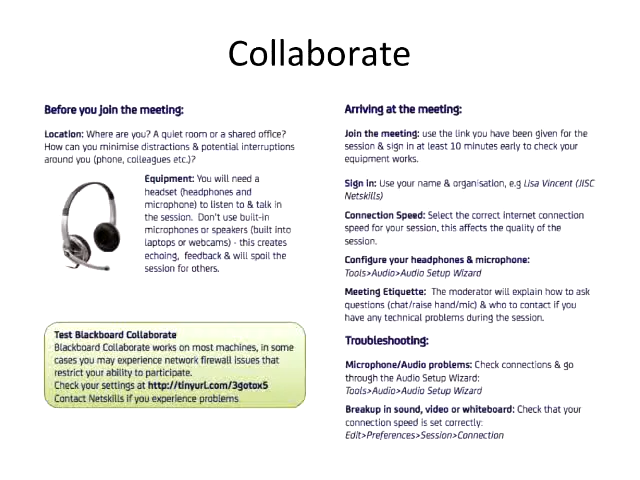 Collaborate
Before you join the meeting:
Location: Where are you? A quiet room or a shared office?
How can you minimise distractions & potential interruptions
around you (phone, colleagues etc.)?
Equipment: You will need a
headset (headphones and
microphone) to listen to & talk in
the session. Don't use built-in
microphones or speakers (built into
laptops or webcams) - this creates
echoing, feedback & will spoil the
session for others.
Test Blackboard Collaborate
Blackboard Collaborate works on most machines, in some
cases you may experience network firewall issues that
restrict your ability to participate.
Check your settings at http://tinyurl.com/3gotox5
Contact Netskills if you experience problems
Arriving at the meeting:
Join the meeting: use the link you have been given for the
session & sign in at least 10 minutes early to check your
equipment works.
Sign in: Use your name & organisation, e.g Lisa Vincent (JISC
Netskills)
Connection Speed: Select the correct internet connection
speed for your session, this affects the quality of the
session.
Configure your headphones & microphone:
Tools>Audio>Audio Setup Wizard
Meeting Etiquette: The moderator will explain how to ask
questions (chat/raise hand/mic) & who to contact if you
have any technical problems during the session.
Troubleshooting:
Microphone/Audio problems: Check connections & go
through the Audio Setup Wizard:
Tools>Audio>Audio Setup Wizard
Breakup in sound, video or whiteboard: Check that your
connection speed is set correctly:
Edit>Preferences>Session>Connection